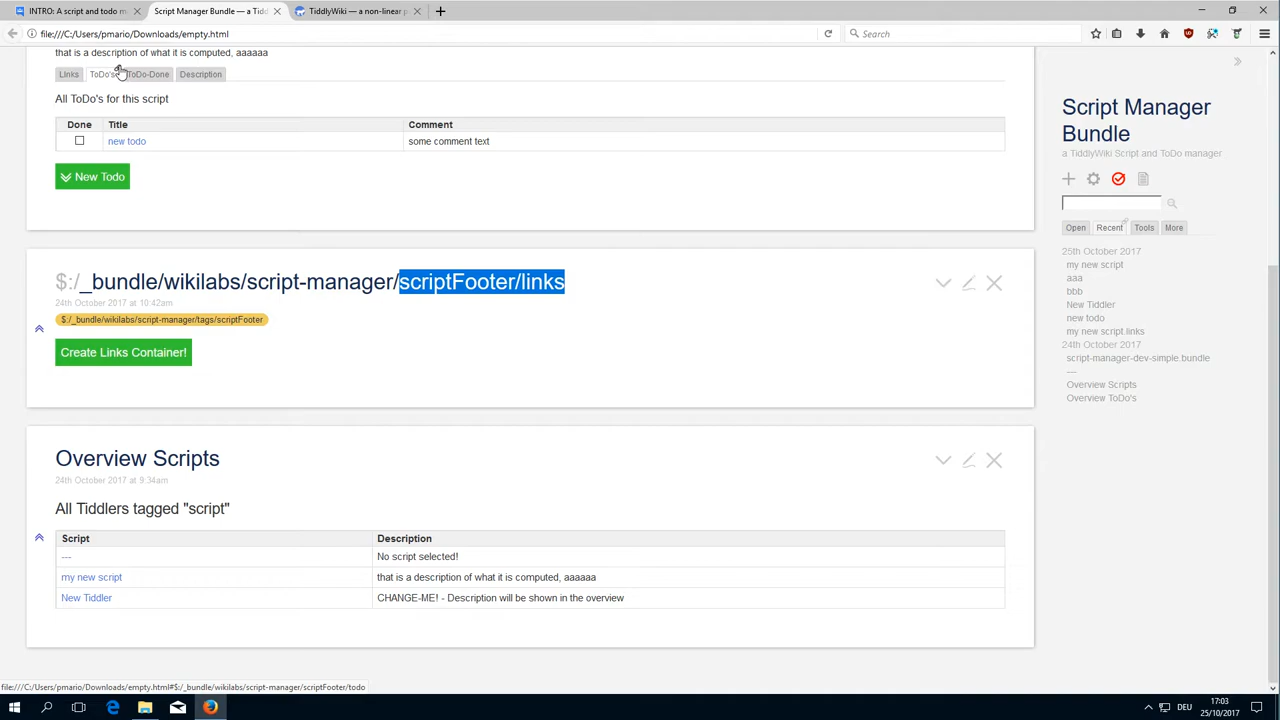 INTRO: A script and todo m
Script Manager Bundle — a Tiddl
TiddlyWiki — a non-linear p
file:///C:/Users/pmario/Downloads/empty.html
Search
that is a description of what it is computed, aaaaaa
Links
ToDo's
ToDo-Done
Description
All ToDo's for this script
Done
Title
Comment
new todo
some comment text
New Todo
$:/_bundle/wikilabs/script-manager/scriptFooter/links
24th October 2017 at 10:42am
$:/_bundle/wikilabs/script-manager/tags/scriptFooter
Create Links Container!
Overview Scripts
24th October 2017 at 9:34am
All Tiddlers tagged "script"
Script
Description
---
No script selected!
my new script
that is a description of what it is computed, aaaaaa
New Tiddler
CHANGE-ME! - Description will be shown in the overview
Script Manager
Bundle
a TiddlyWiki Script and ToDo manager
Open
Recent
Tools
More
25th October 2017
my new script
aaa
bbb
New Tiddler
new todo
my new script.links
24th October 2017
script-manager-dev-simple.bundle
---
Overview Scripts
Overview ToDo's
file:///C:/Users/pmario/Downloads/empty.html#$:/_bundle/wikilabs/script-manager/scriptFooter/todo
DEU
17:03
25/10/2017